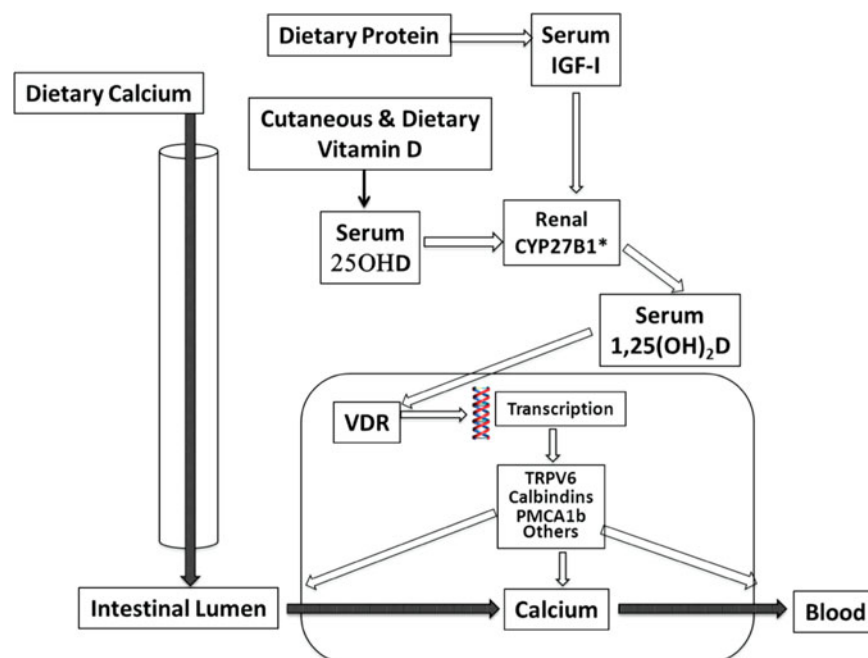 Dietary Protein
Serum
IGF-I
Dietary Calcium
Cutaneous & Dietary
Vitamin D
Serum
25OHD
Renal
CYP27B1*
Serum
1,25(OH)₂D
VDR
Transcription
TRPV6
Calbindins
PMCA1b
Others
Intestinal Lumen
Calcium
Blood